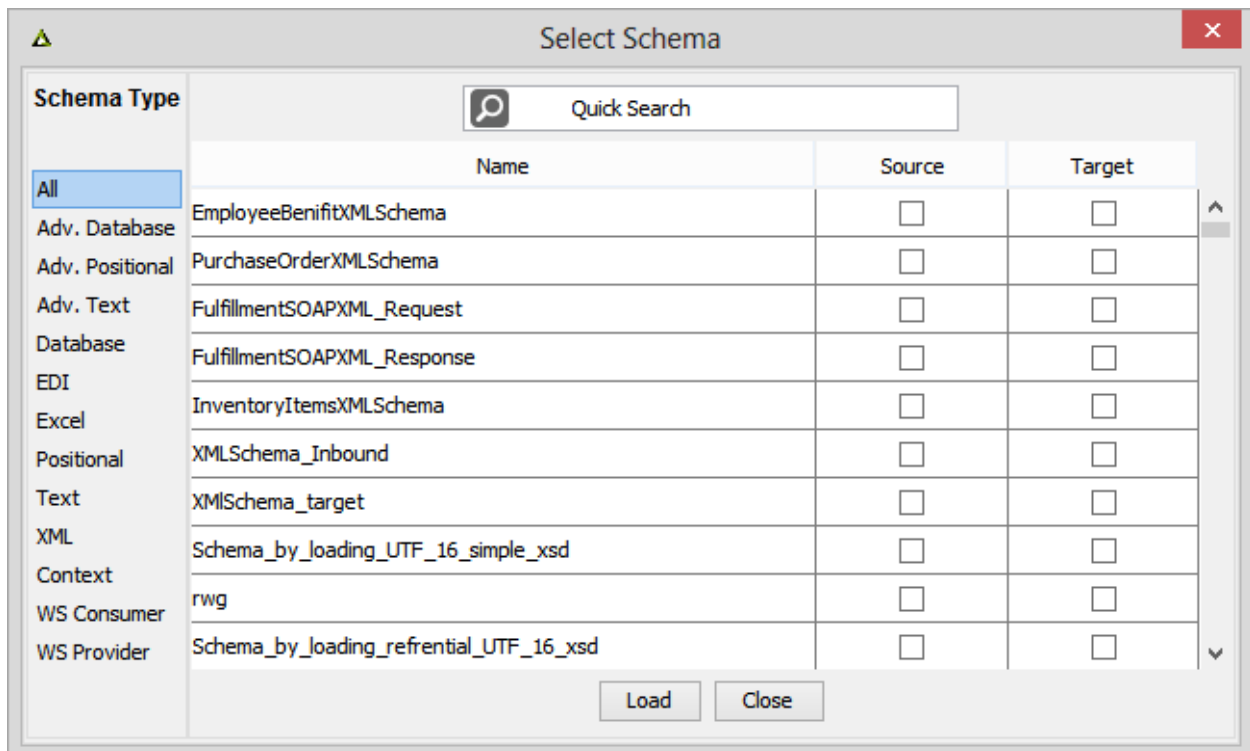 Select Schema
Schema Type
Quick Search
Name Source Target
All
Adv. Database
Adv. Positional
Adv. Text
Database
EDI
Excel
Positional
Text
XML
Context
WS Consumer
WS Provider
EmployeeBenifitXMLSchema
PurchaseOrderXMLSchema
FulfillmentSOAPXML_Request
FulfillmentSOAPXML_Response
InventoryItemsXMLSchema
XMLSchema_Inbound
XMlSchema_target
Schema_by_loading_UTF_16_simple_xsd
rwg
Schema_by_loading_refrential_UTF_16_xsd
Load Close